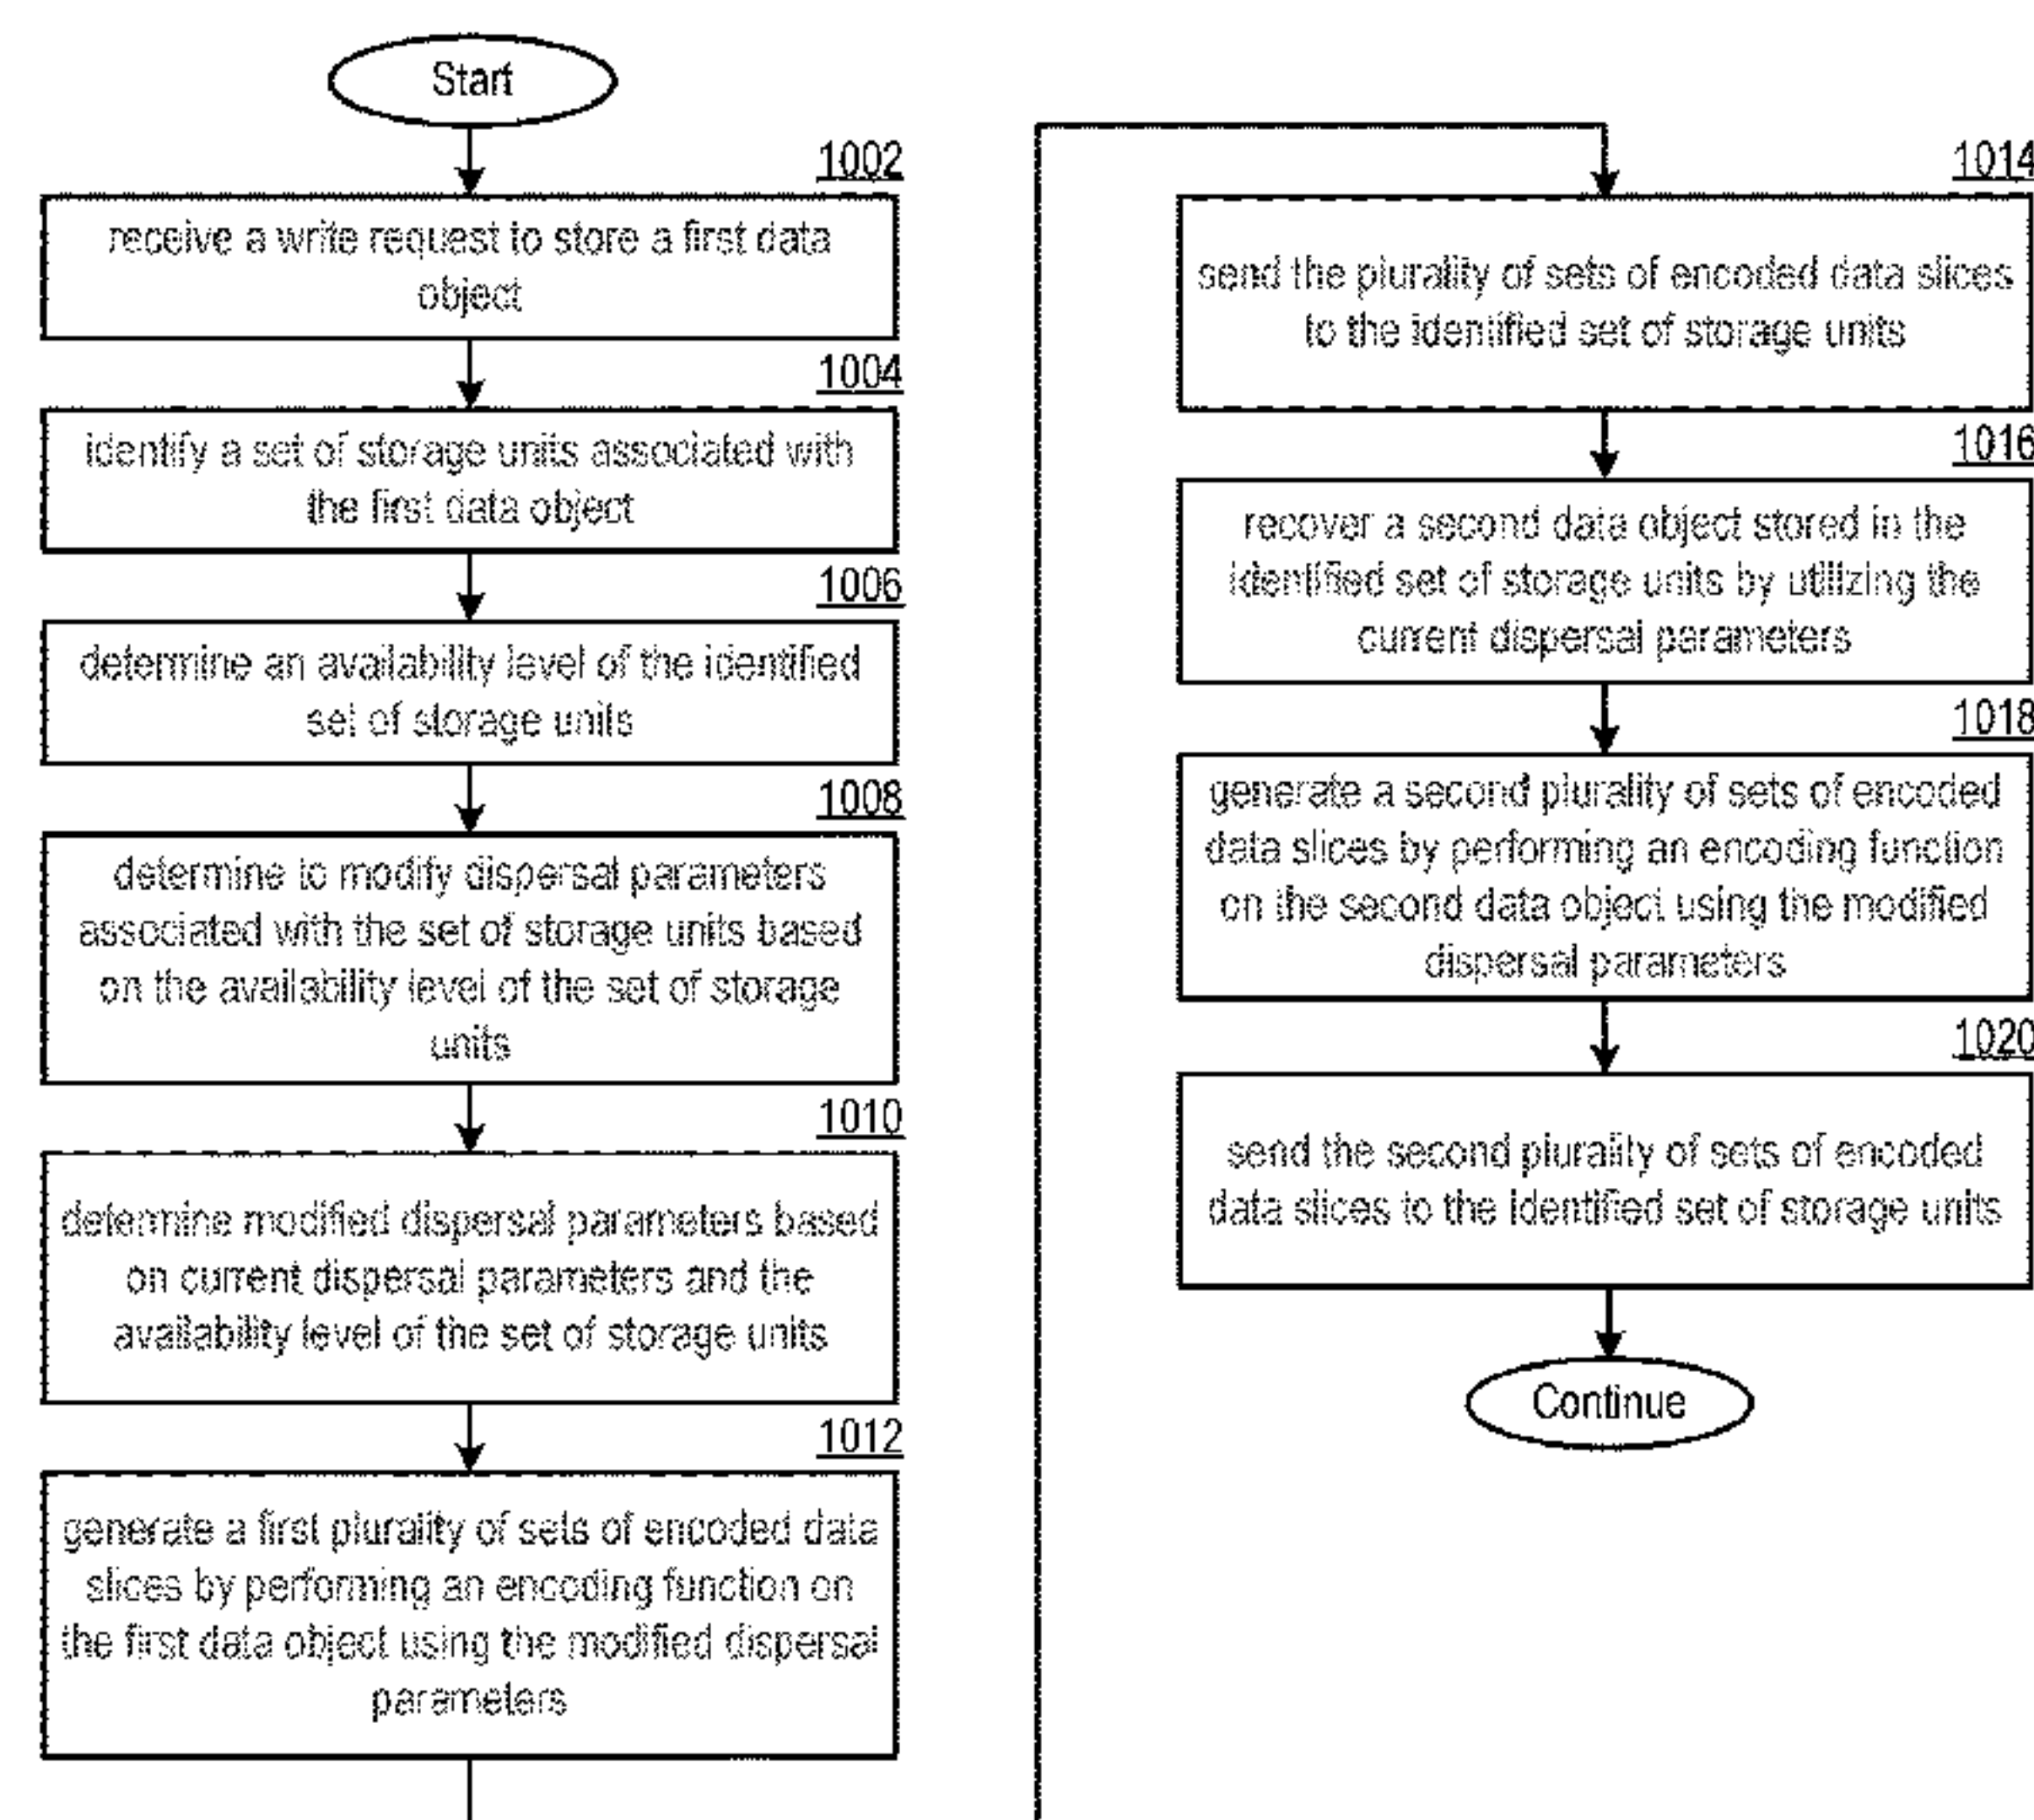 Start
1002
receive a write request to store a first data
object
1004
identify a set of storage units associated with
the first data object
1006
determine an availability level of the identified
set of storage units
1008
determine to modify dispersal parameters
associated with the set of storage units based
on the availability level of the set of storage
units
1010
determine modified dispersal parameters based
on current dispersal parameters and the
availability level of the set of storage units
1012
generate a first plurality of sets of encoded data
slices by performing an encoding function on
the first data object using the modified dispersal
parameters
1014
send the plurality of sets of encoded data slices
to the identified set of storage units
1016
recover a second data object stored in the
identified set of storage units by utilizing the
current dispersal parameters
1018
generate a second plurality of sets of encoded
data slices by performing an encoding function
on the second data object using the modified
dispersal parameters
1020
send the second plurality of sets of encoded
data slices to the identified set of storage units
Continue